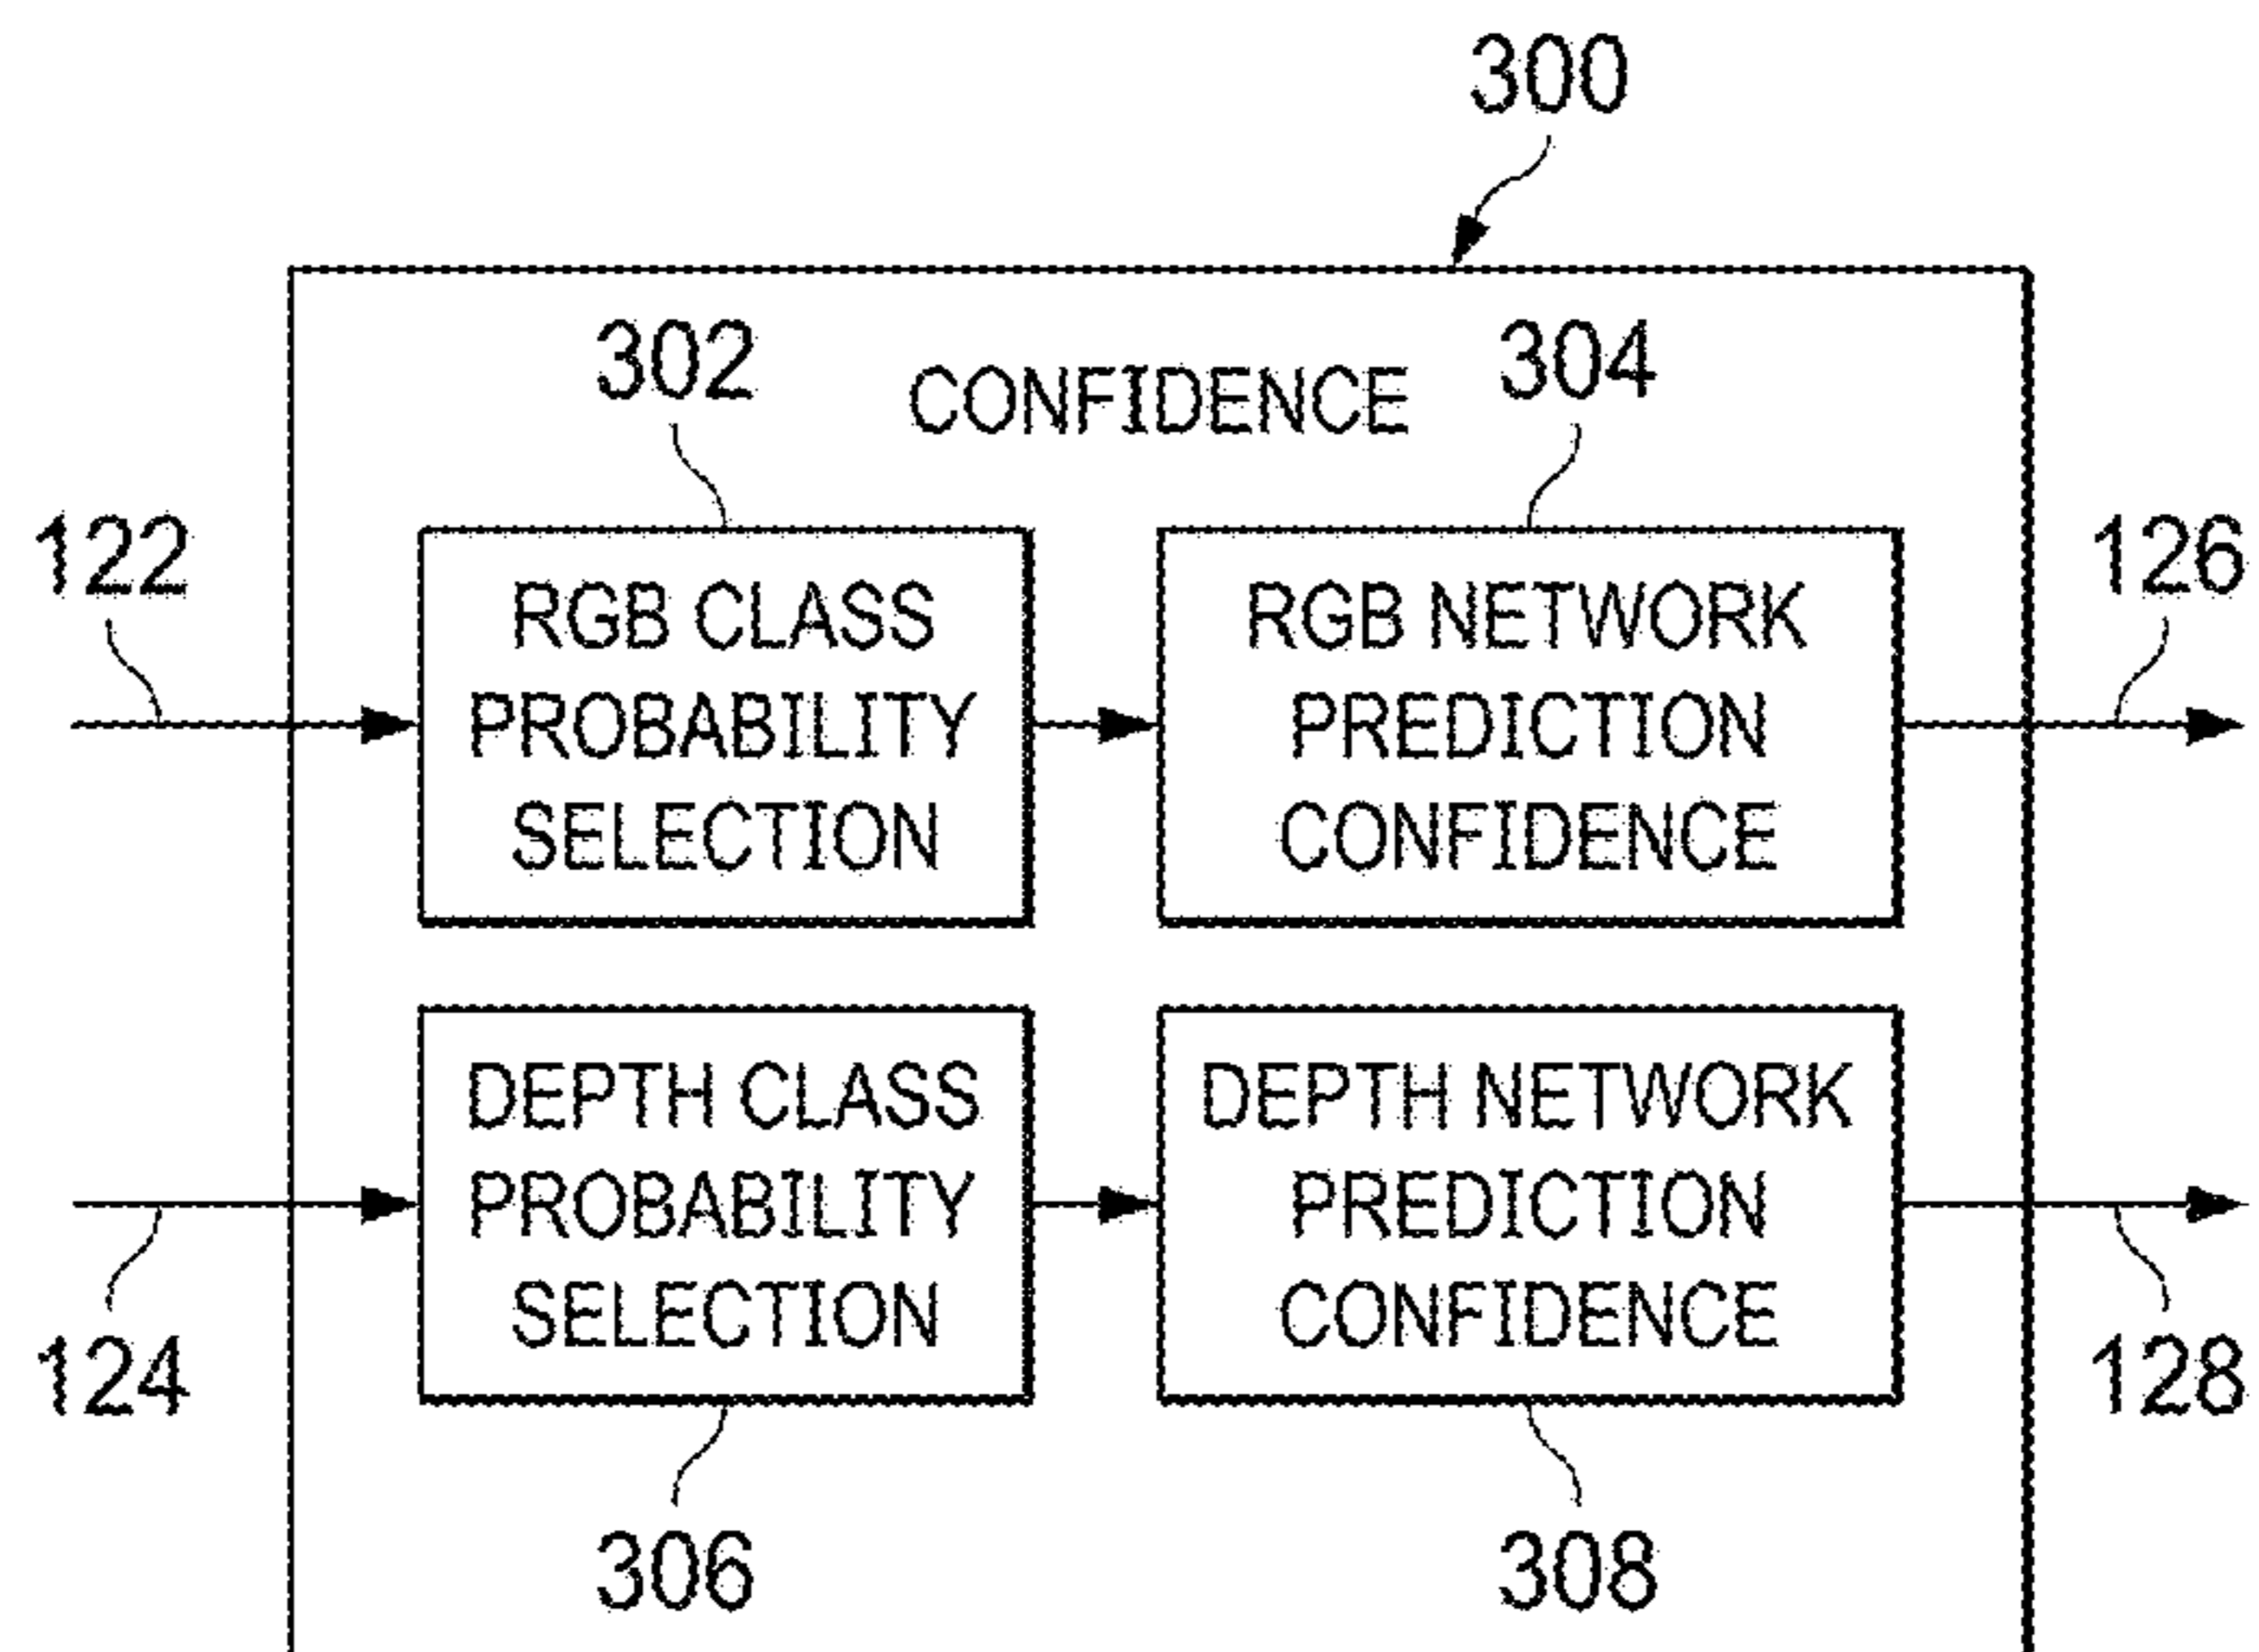 300
302
CONFIDENCE
304
122
RGB CLASS
PROBABILITY
SELECTION
RGB NETWORK
PREDICTION
CONFIDENCE
126
DEPTH CLASS
PROBABILITY
SELECTION
DEPTH NETWORK
PREDICTION
CONFIDENCE
124
128
306
308